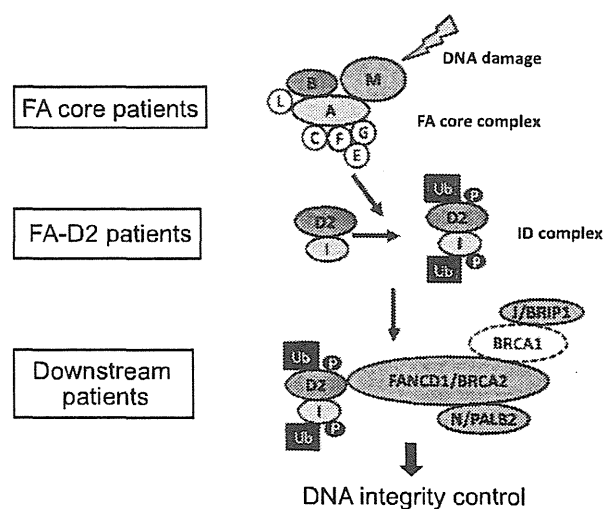 DNA damage
B
M
L
A
FA core patients
C
F
G
E
FA core complex
Ub
P
D2
D2
FA-D2 patients
I
I
ID complex
Ub
P
J/BRIP1
BRCA1
Ub
P
Downstream
patients
D2
FANCD1/BRCA2
I
Ub
P
N/PALB2
DNA integrity control